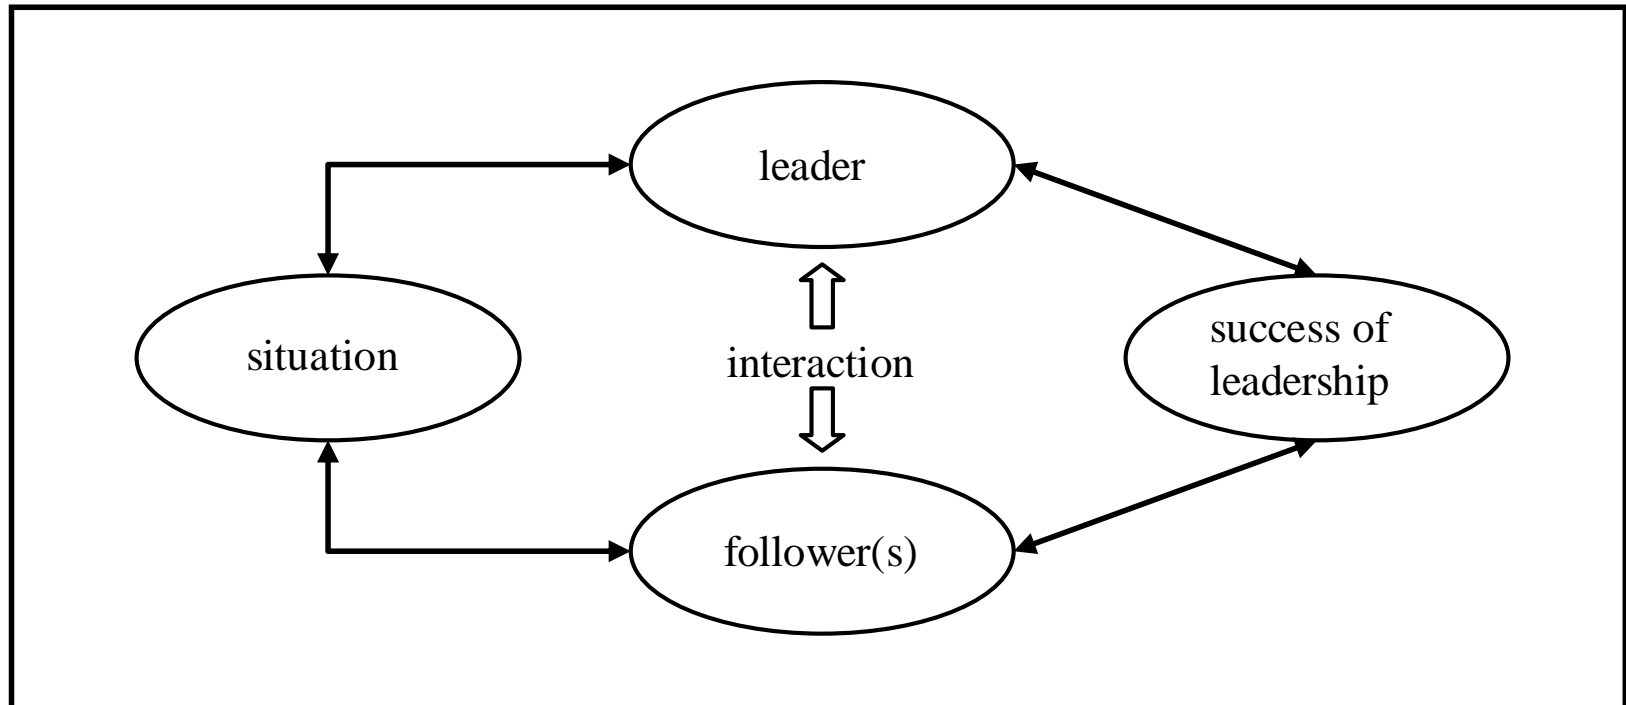 leader
situation
interaction
success of
leadership
follower(s)